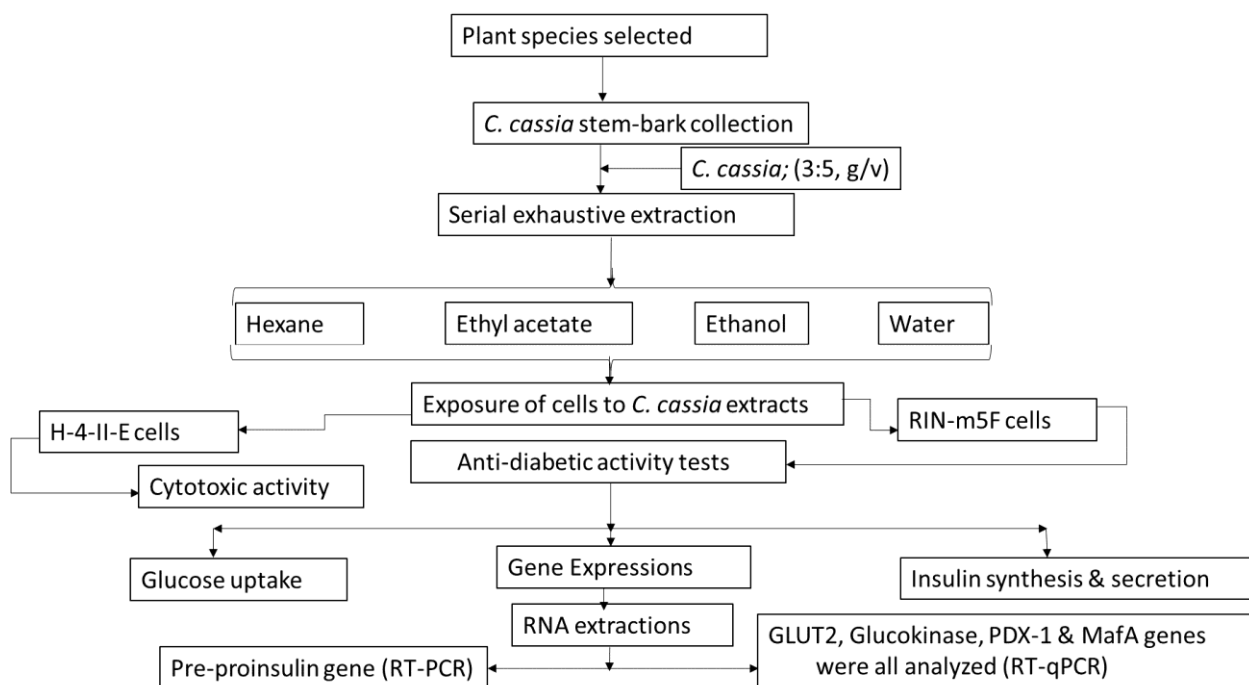 Plant species selected
C. cassia stem-bark collection
C. cassia; (3:5, g/v)
Serial exhaustive extraction
Hexane
Ethyl acetate
Ethanol
Water
Exposure of cells to C. cassia extracts
H-4-II-E cells
RIN-m5F cells
Anti-diabetic activity tests
Cytotoxic activity
Glucose uptake
Gene Expressions
Insulin synthesis & secretion
RNA extractions
Pre-proinsulin gene (RT-PCR)
GLUT2, Glucokinase, PDX-1 & MafA genes
were all analyzed (RT-qPCR)